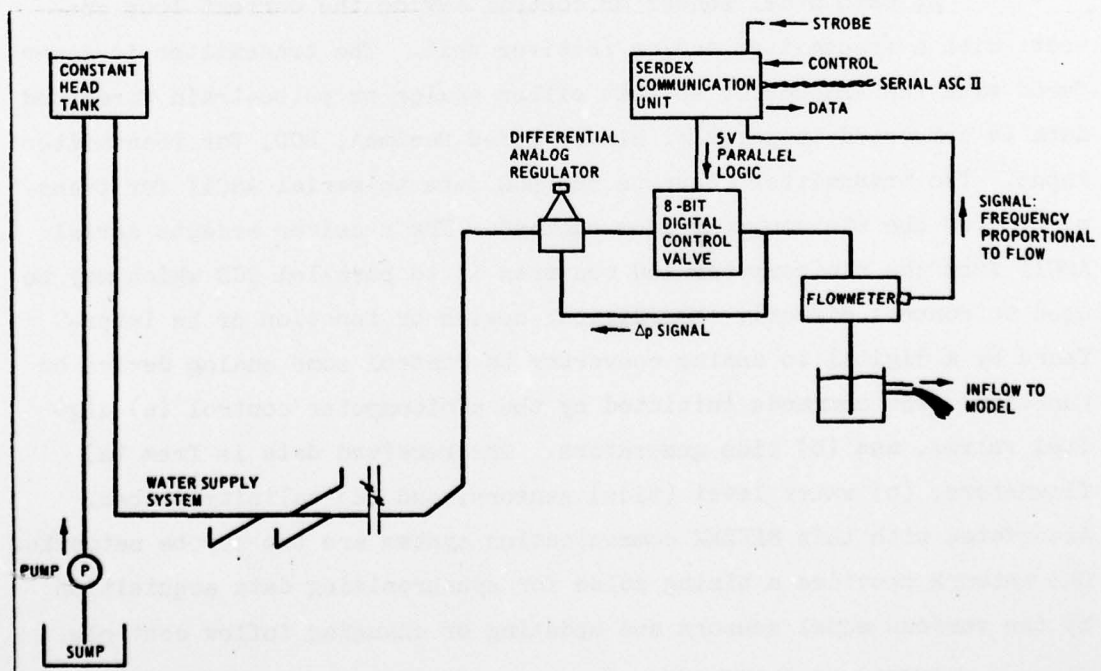 CONSTANT
HEAD
TANK
PUMP
P
SUMP
WATER SUPPLY
SYSTEM
DIFFERENTIAL
ANALOG
REGULATOR
Δp SIGNAL
STROBE
SERDEX
COMMUNICATION
UNIT
CONTROL
SERIAL ASC II
DATA
5V
PARALLEL
LOGIC
8-BIT
DIGITAL
CONTROL
VALVE
SIGNAL:
FREQUENCY
PROPORTIONAL
TO FLOW
FLOWMETER
INFLOW TO
MODEL